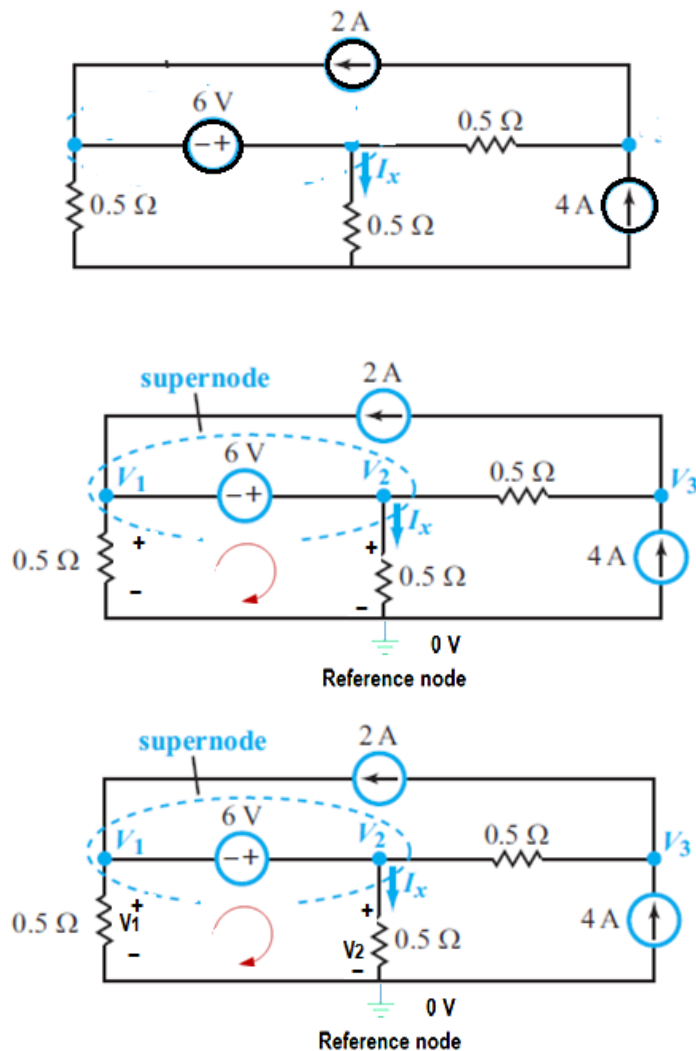 2 A
6 V
0.5 Ω
− +
Ix
0.5 Ω
0.5 Ω
4 A
supernode
2 A
6 V
V1
V2
0.5 Ω
V3
− +
Ix
+
+
0.5 Ω
0.5 Ω
4 A
−
−
0 V
Reference node
supernode
2 A
6 V
V1
V2
0.5 Ω
V3
− +
Ix
+
+
0.5 Ω
V1
0.5 Ω
4 A
−
V2
−
0 V
Reference node